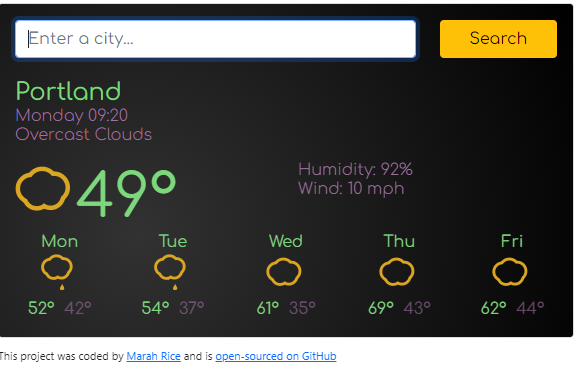 Enter a city...
Search
Portland
Monday 09:20
Overcast Clouds
49°
Humidity: 92%
Wind: 10 mph
Mon Tue Wed Thu Fri
52° 42° 54° 37° 61° 35° 69° 43° 62° 44°
This project was coded by Marah Rice and is open-sourced on GitHub